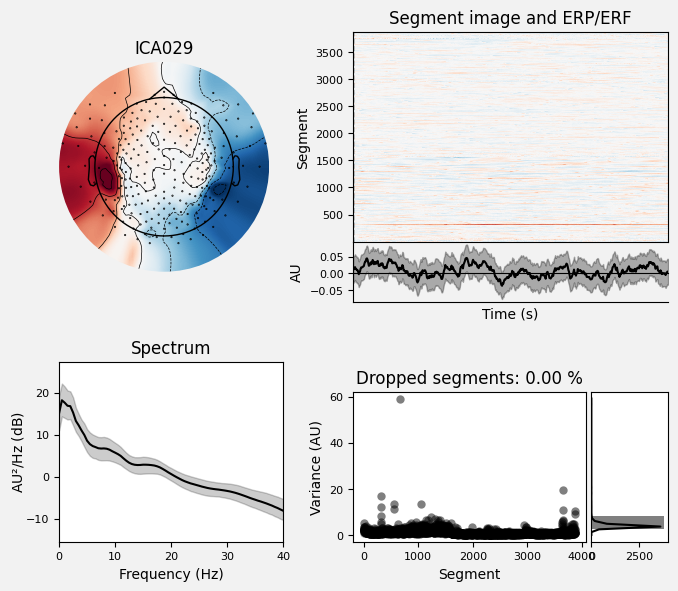 ICA029
Segment image and ERP/ERF
Segment
3500
3000
2500
2000
1500
1000
500
AU
0.05
0.00
−0.05
Time (s)
Spectrum
AU²/Hz (dB)
20
10
0
−10
0 10 20 30 40
Frequency (Hz)
Dropped segments: 0.00 %
Variance (AU)
60
40
20
0
0 1000 2000 3000 4000
Segment
0 2500